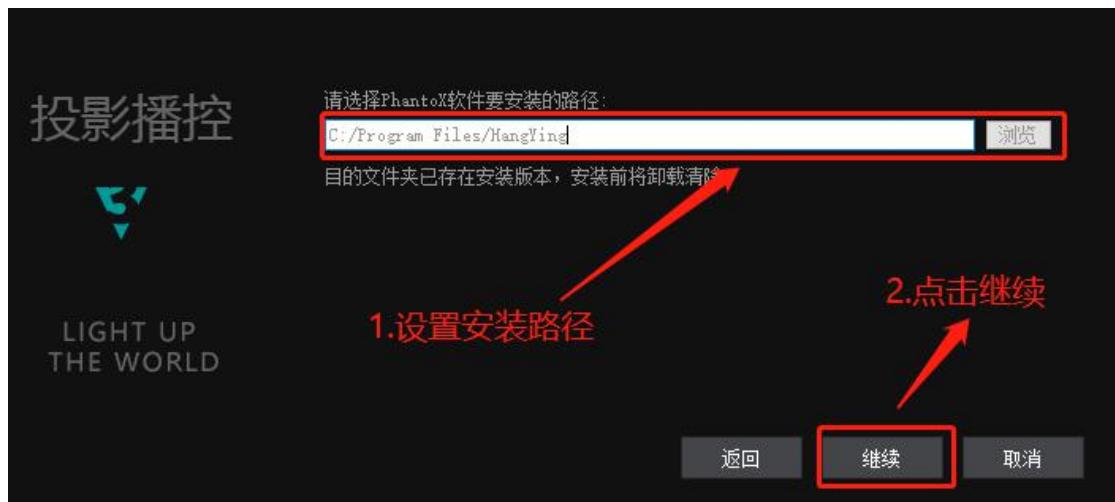 投影播控
LIGHT UP
THE WORLD
请选择PhantoX软件要安装的路径:
C:/Program Files/HangYing
浏览
目的文件夹已存在安装版本，安装前将卸载清除
1.设置安装路径
2.点击继续
返回
继续
取消